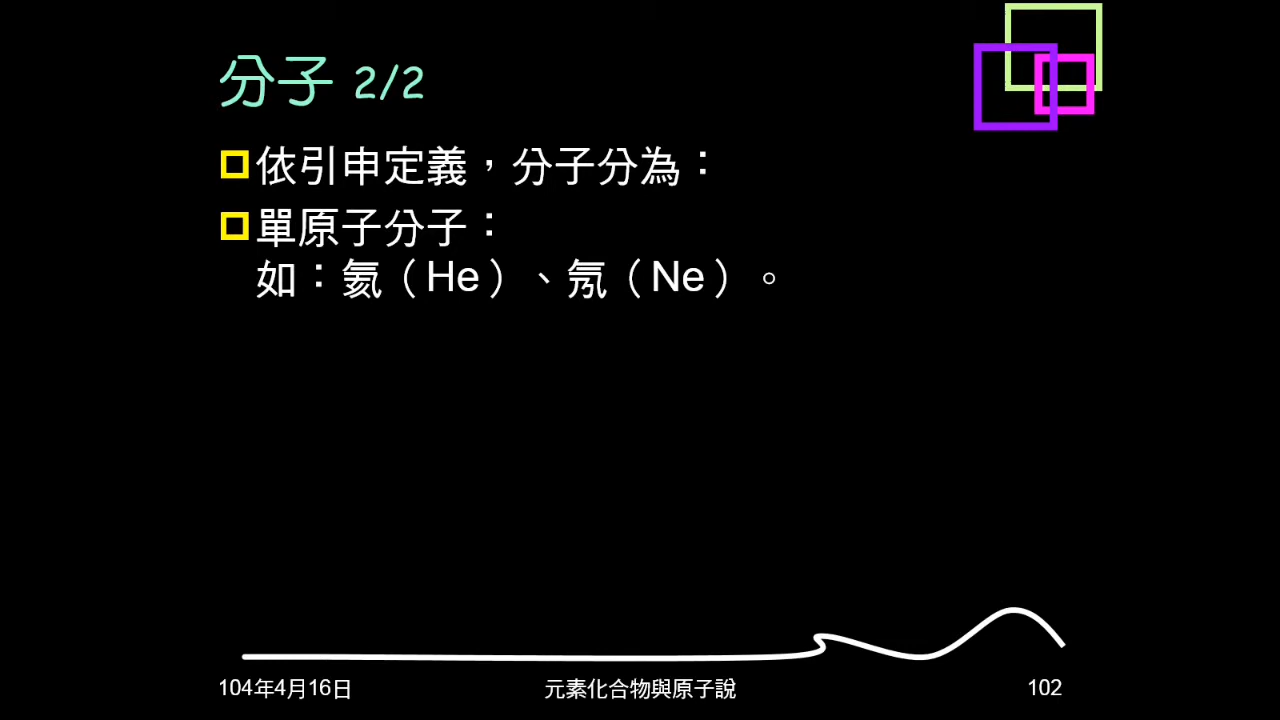 分子 2/2
依引申定義，分子分為：
單原子分子：
如：氦（He）、氖（Ne）。
104年4月16日
元素化合物與原子說
102